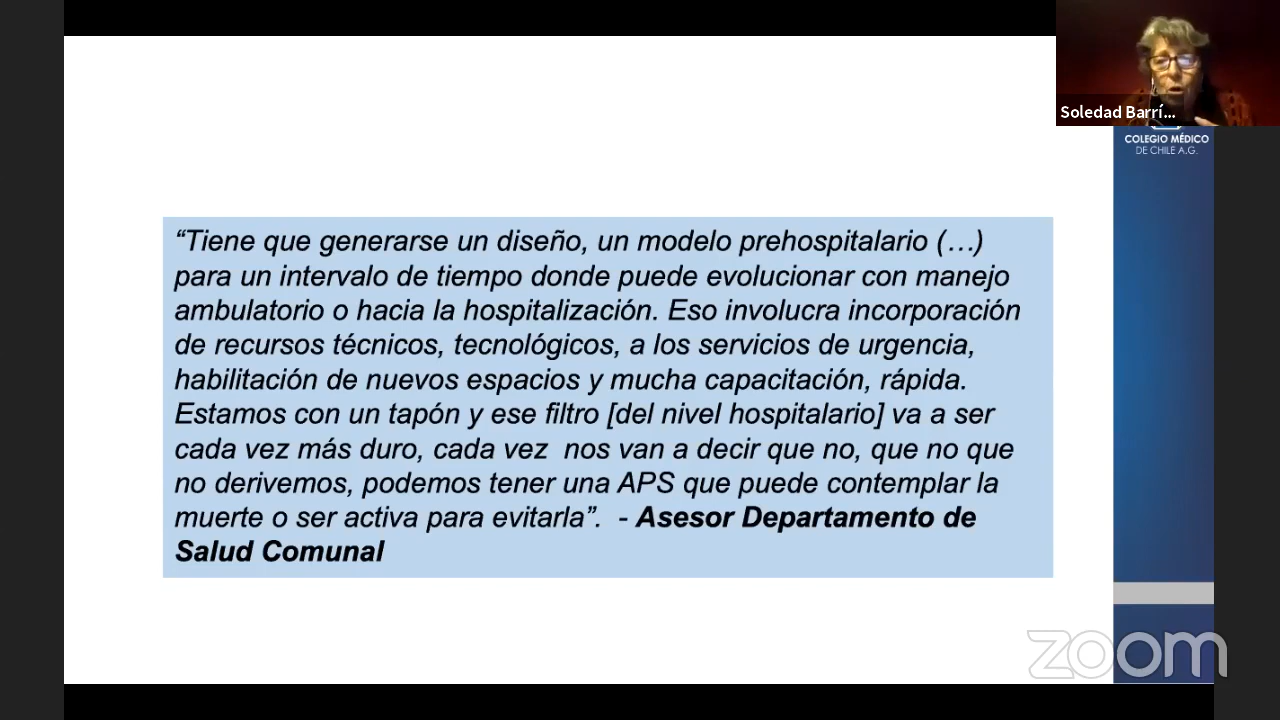 Soledad Barrí...
COLEGIO MÉDICO
DE CHILE A.G.
“Tiene que generarse un diseño, un modelo prehospitalario (…)
para un intervalo de tiempo donde puede evolucionar con manejo
ambulatorio o hacia la hospitalización. Eso involucra incorporación
de recursos técnicos, tecnológicos, a los servicios de urgencia,
habilitación de nuevos espacios y mucha capacitación, rápida.
Estamos con un tapón y ese filtro [del nivel hospitalario] va a ser
cada vez más duro, cada vez  nos van a decir que no, que no que
no derivemos, podemos tener una APS que puede contemplar la
muerte o ser activa para evitarla”.  - Asesor Departamento de
Salud Comunal
zoom